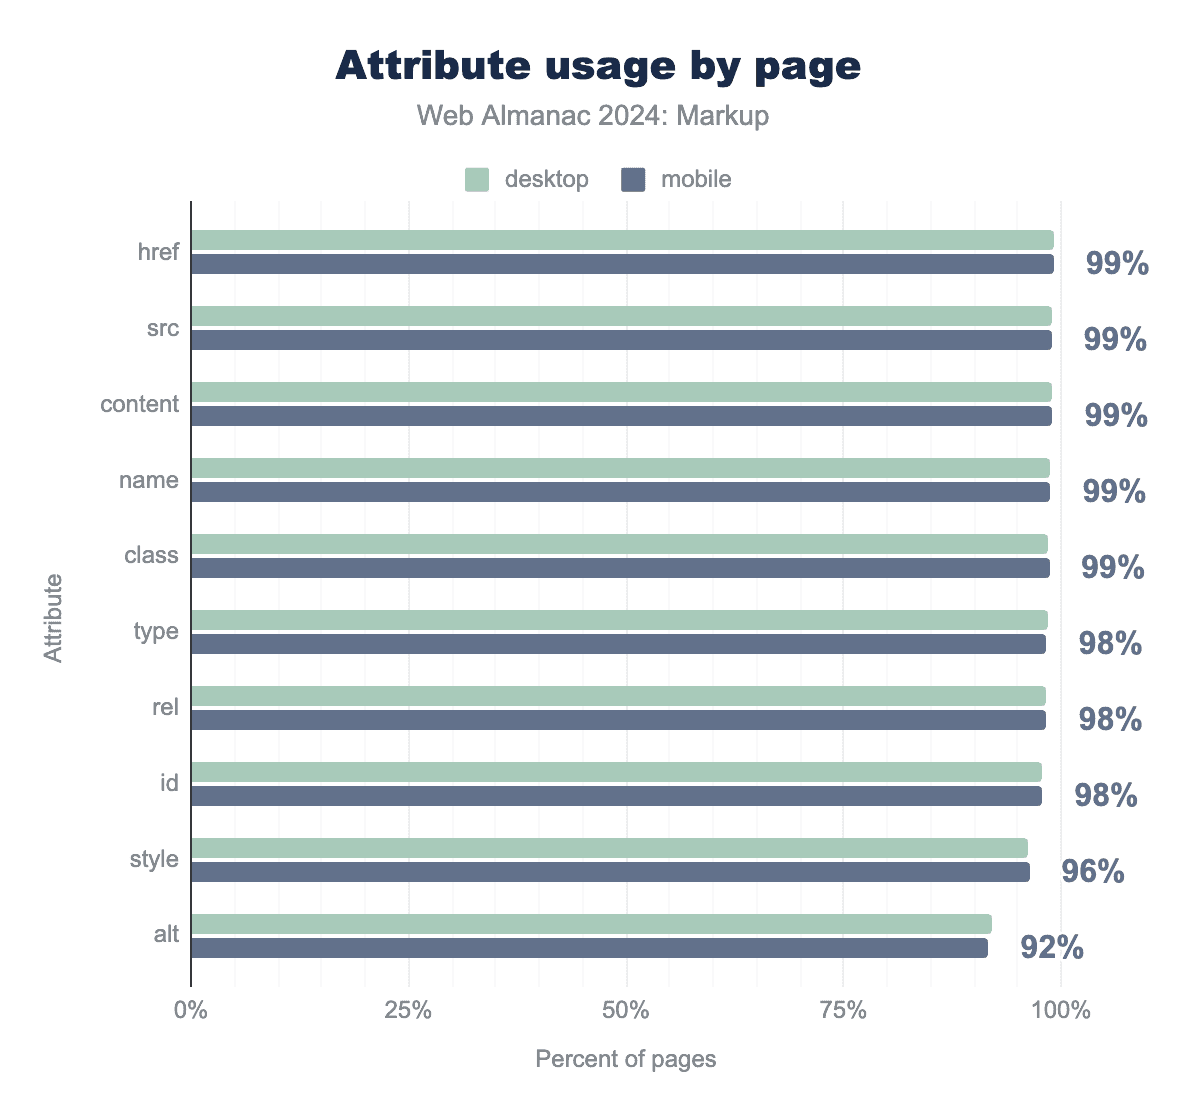 Attribute usage by page
Web Almanac 2024: Markup
desktop mobile
href 99%
src 99%
content 99%
name 99%
class 99%
type 98%
rel 98%
id 98%
style 96%
alt 92%
Attribute
0% 25% 50% 75% 100%
Percent of pages